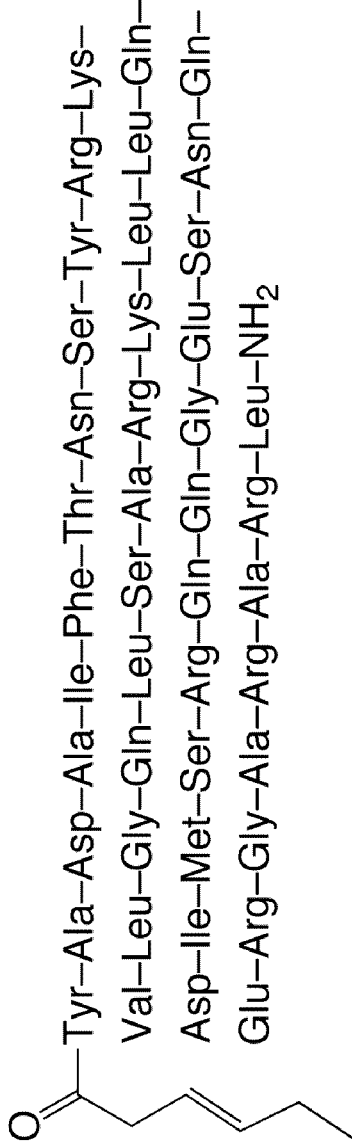 O
Tyr–Ala–Asp–Ala–Ile–Phe–Thr–Asn–Ser–Tyr–Arg–Lys–
Val–Leu–Gly–Gln–Leu–Ser–Ala–Arg–Lys–Leu–Leu–Gln–
Asp–Ile–Met–Ser–Arg–Gln–Gln–Gly–Glu–Ser–Asn–Gln–
Glu–Arg–Gly–Ala–Arg–Ala–Arg–Leu–NH₂